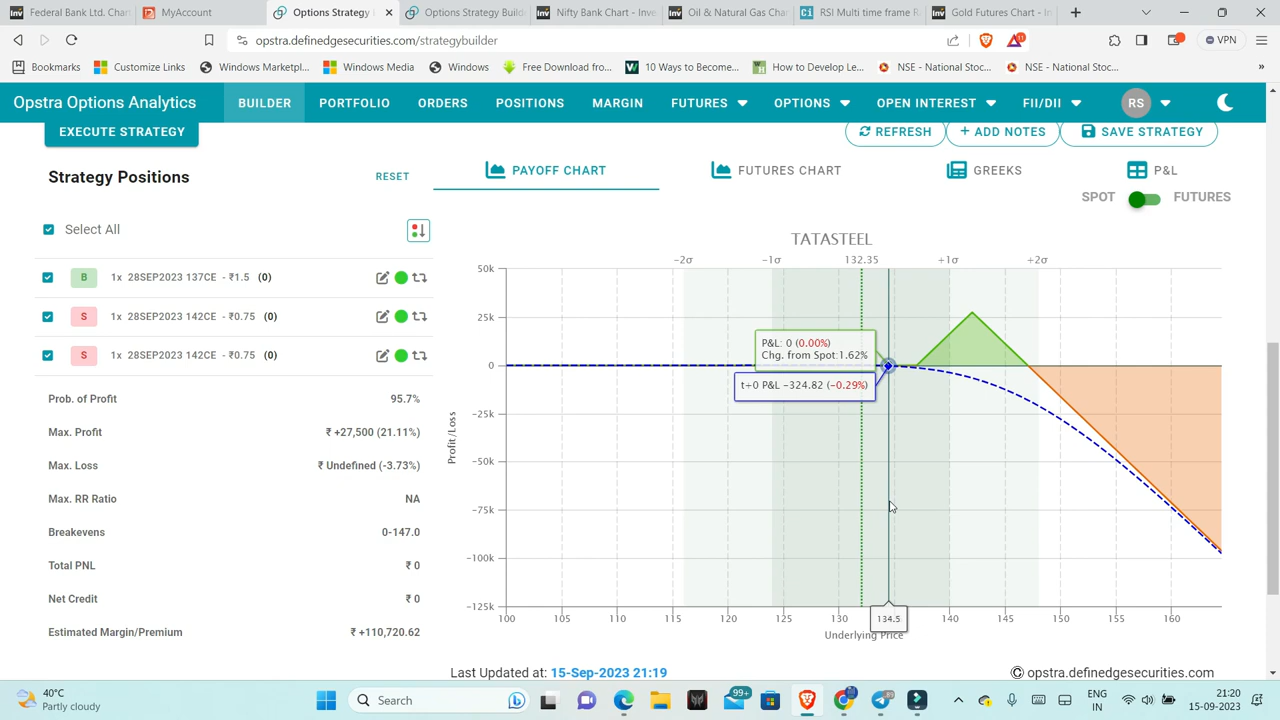 Federal Bank Ltd.
MyAccount
Options Strategy
Options Strategy Build
Nifty Bank Chart - Inve
Oil & Natural Gas Cha
RSI Multi time frame R
Gold Futures Chart - In
opstra.definedgesecurities.com/strategybuilder
VPN
Bookmarks
Customize Links
Windows Marketpl...
Windows Media
Windows
Free Download fro...
10 Ways to Become...
How to Develop Le...
NSE - National Stoc...
NSE - National Stoc...
»
Opstra Options Analytics
BUILDER
PORTFOLIO
ORDERS
POSITIONS
MARGIN
FUTURES
OPTIONS
OPEN INTEREST
FII/DII
RS
EXECUTE STRATEGY
REFRESH
+ ADD NOTES
SAVE STRATEGY
Strategy Positions
RESET
PAYOFF CHART
FUTURES CHART
GREEKS
P&L
SPOT
FUTURES
Select All
B 1x 28SEP2023 137CE - ₹1.5 (0)
S 1x 28SEP2023 142CE - ₹0.75 (0)
S 1x 28SEP2023 142CE - ₹0.75 (0)
Prob. of Profit 95.7%
Max. Profit ₹ +27,500 (21.11%)
Max. Loss ₹ Undefined (-3.73%)
Max. RR Ratio NA
Breakevens 0-147.0
Total PNL ₹ 0
Net Credit ₹ 0
Estimated Margin/Premium ₹ +110,720.62
TATASTEEL
-2σ -1σ 132.35 +1σ +2σ
50k
25k
0
-25k
-50k
-75k
-100k
-125k
Profit/Loss
P&L: 0 (0.00%)
Chg. from Spot:1.62%
t+0 P&L -324.82 (-0.29%)
134.5
100 105 110 115 120 125 130 140 145 150 155 160
Underlying Price
Last Updated at: 15-Sep-2023 21:19
© opstra.definedgesecurities.com
40°C
Partly cloudy
Search
99+
ENG
IN
21:20
15-09-2023